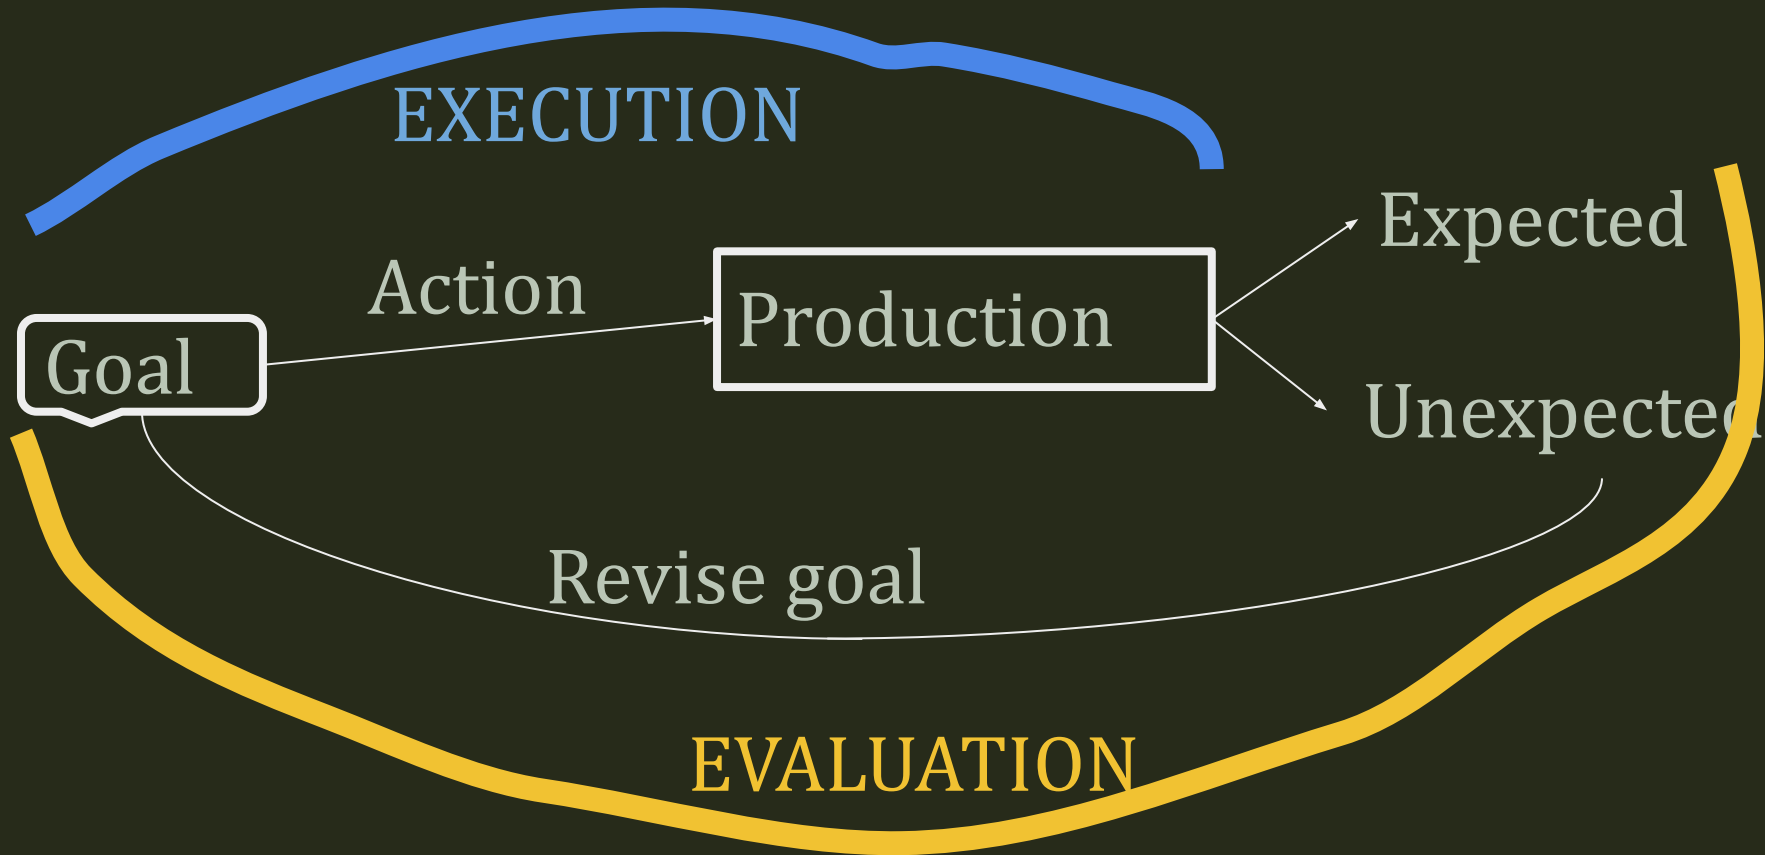 EXECUTION
Expected
Action
Production
Goal
Unexpected
Revise goal
EVALUATION